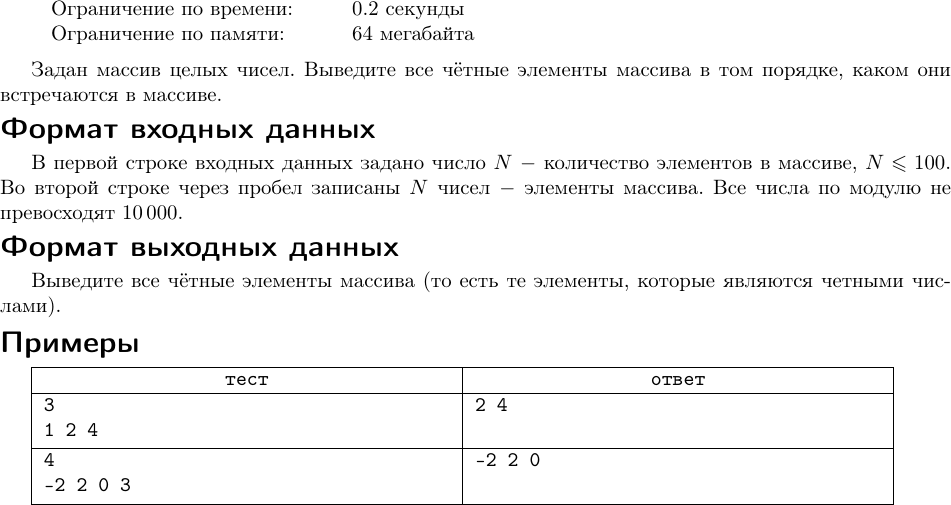 Ограничение по времени: 0.2 секунды
Ограничение по памяти: 64 мегабайта
Задан массив целых чисел. Выведите все чётные элементы массива в том порядке, каком они
встречаются в массиве.
Формат входных данных
В первой строке входных данных задано число N − количество элементов в массиве, N ⩽ 100.
Во второй строке через пробел записаны N чисел − элементы массива. Все числа по модулю не
превосходят 10 000.
Формат выходных данных
Выведите все чётные элементы массива (то есть те элементы, которые являются четными чис-
лами).
Примеры
тест ответ
3 2 4
1 2 4
4 -2 2 0
-2 2 0 3